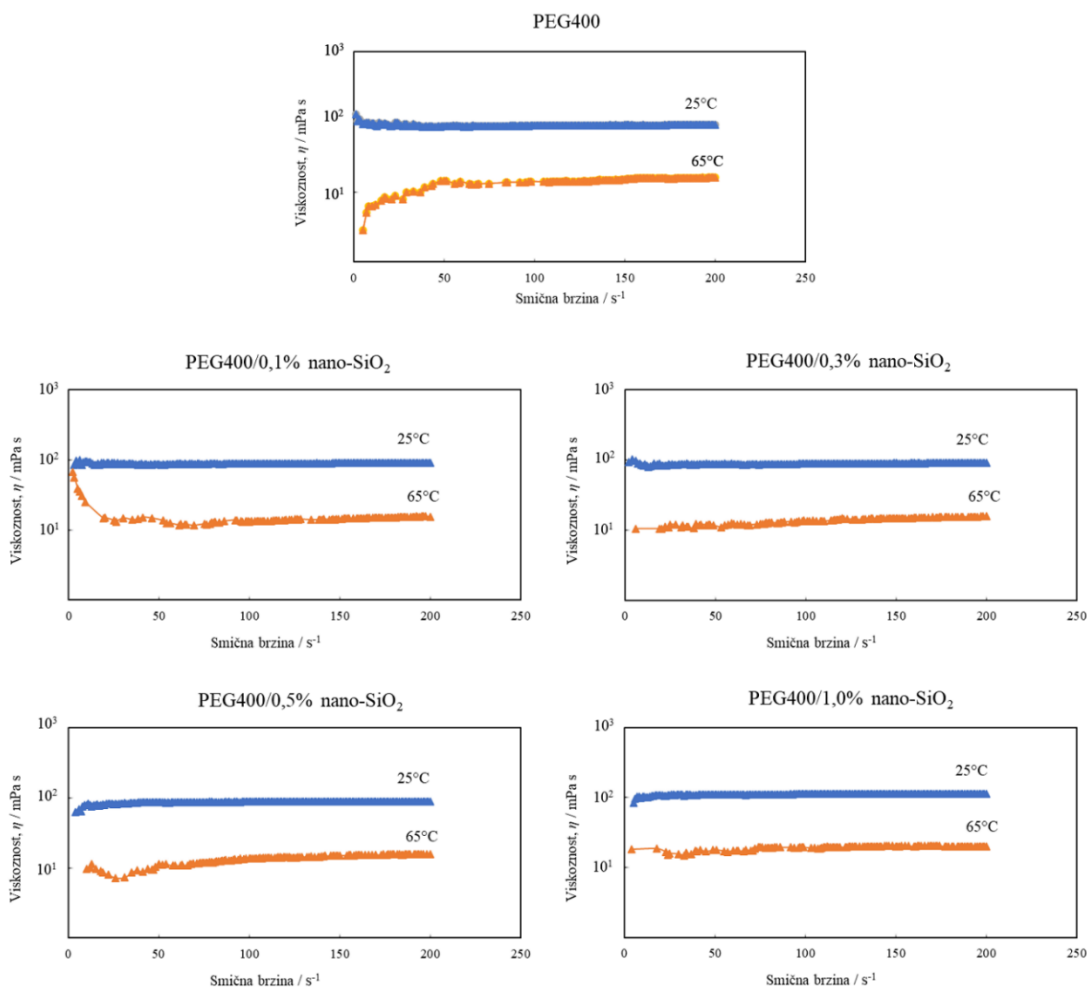 PEG400
10³
10²
10¹
Viskoznost, η / mPa s
25°C
65°C
0 50 100 150 200 250
Smična brzina / s⁻¹
PEG400/0,1% nano-SiO₂
10³
10²
10¹
Viskoznost, η / mPa s
25°C
65°C
0 50 100 150 200 250
Smična brzina / s⁻¹
PEG400/0,3% nano-SiO₂
10³
10²
10¹
Viskoznost, η / mPa s
25°C
65°C
0 50 100 150 200 250
Smična brzina / s⁻¹
PEG400/0,5% nano-SiO₂
10³
10²
10¹
Viskoznost, η / mPa s
25°C
65°C
0 50 100 150 200 250
Smična brzina / s⁻¹
PEG400/1,0% nano-SiO₂
10³
10²
10¹
Viskoznost, η / mPa s
25°C
65°C
0 50 100 150 200 250
Smična brzina / s⁻¹